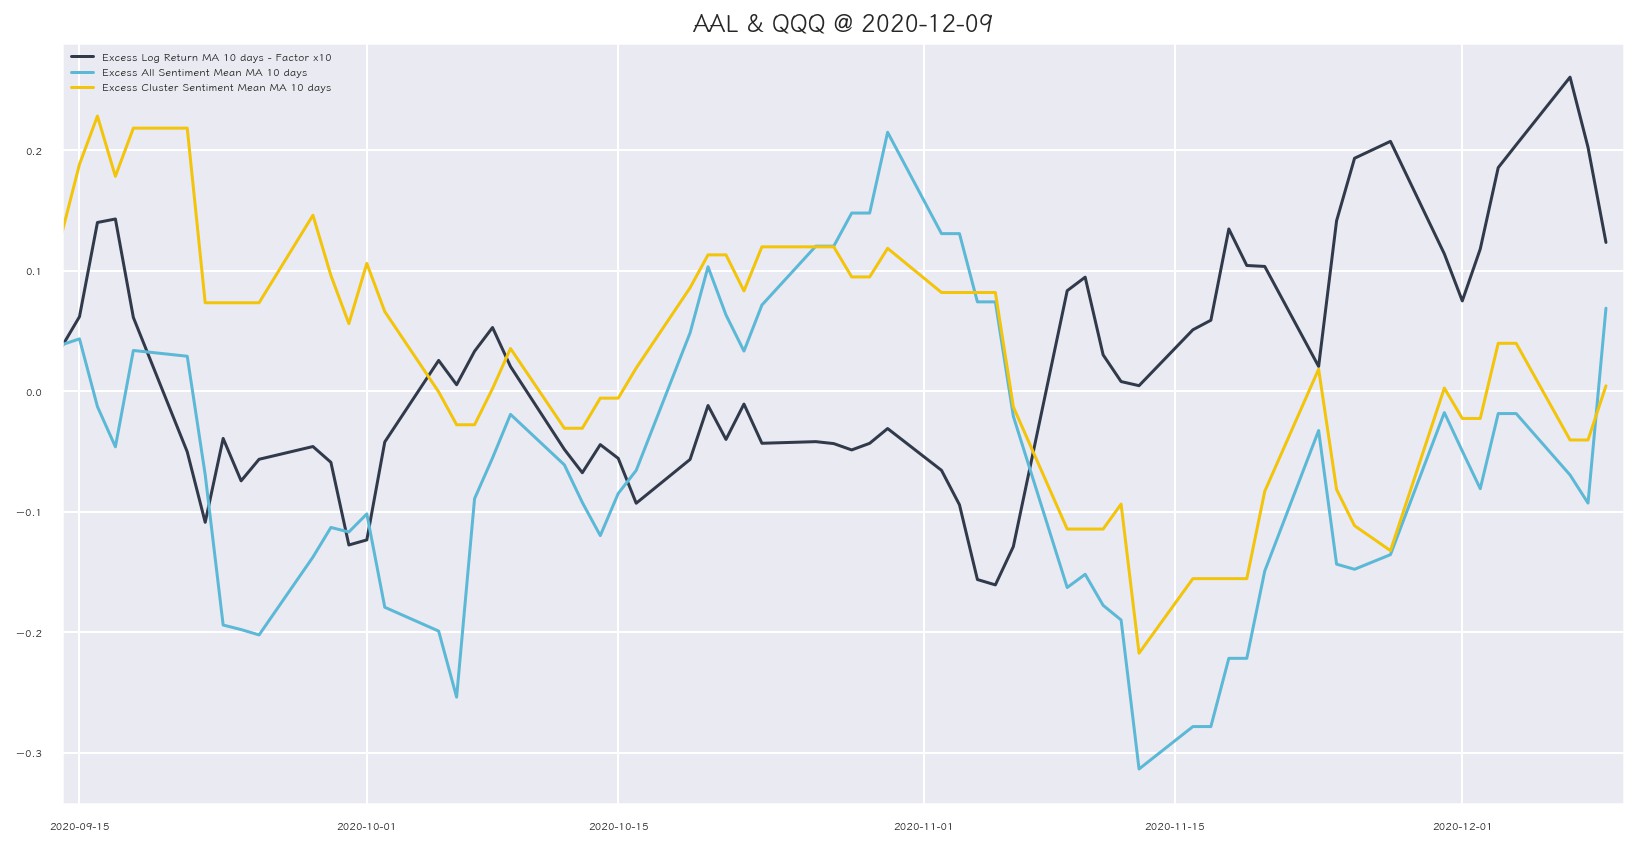 AAL & QQQ @ 2020-12-09
Excess Log Return MA 10 days - Factor x10
Excess All Sentiment Mean MA 10 days
Excess Cluster Sentiment Mean MA 10 days
0.2
0.1
0.0
−0.1
−0.2
−0.3
2020-09-15 2020-10-01 2020-10-15 2020-11-01 2020-11-15 2020-12-01